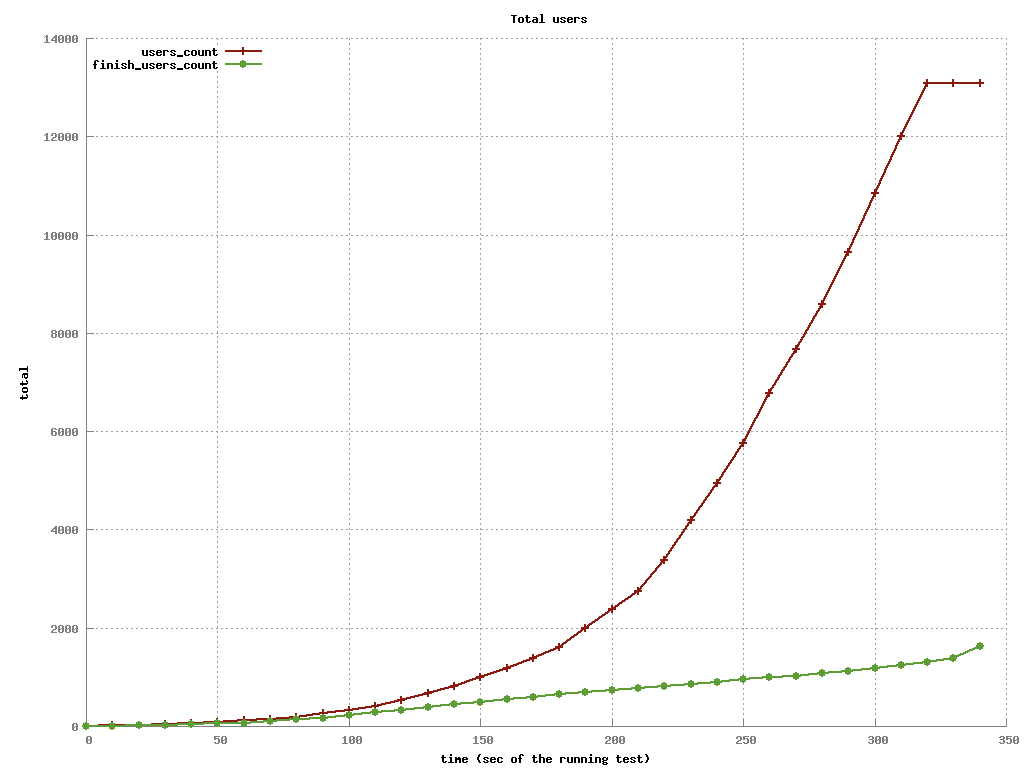 Total users
users_count
finish_users_count
14000
12000
10000
8000
6000
4000
2000
0
total
0 50 100 150 200 250 300 350
time (sec of the running test)